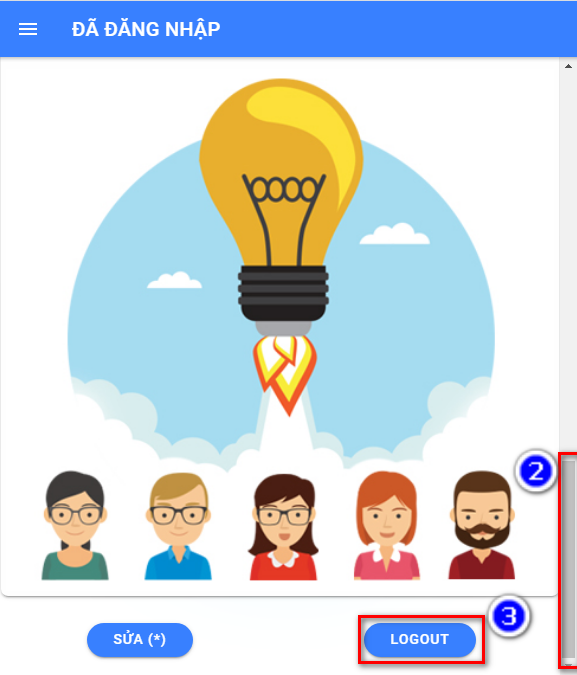 ĐÃ ĐĂNG NHẬP
2
3
SỬA (*)
LOGOUT